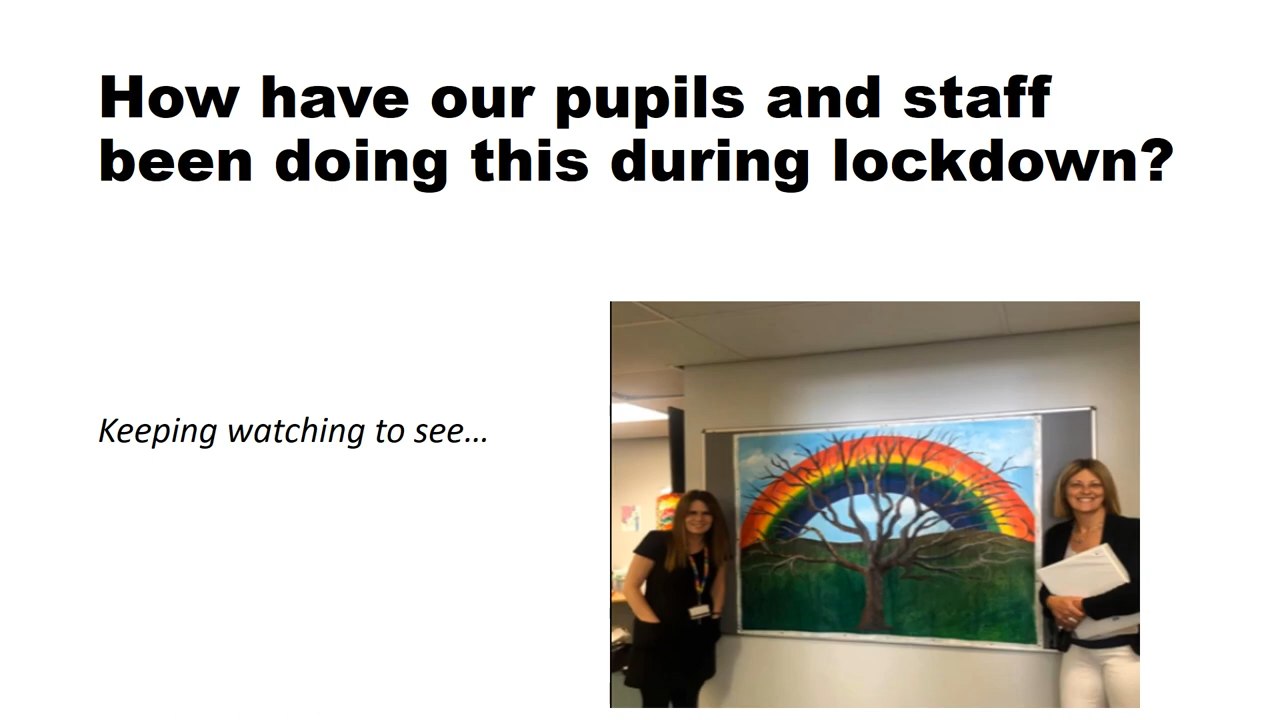 How have our pupils and staff
been doing this during lockdown?
Keeping watching to see…